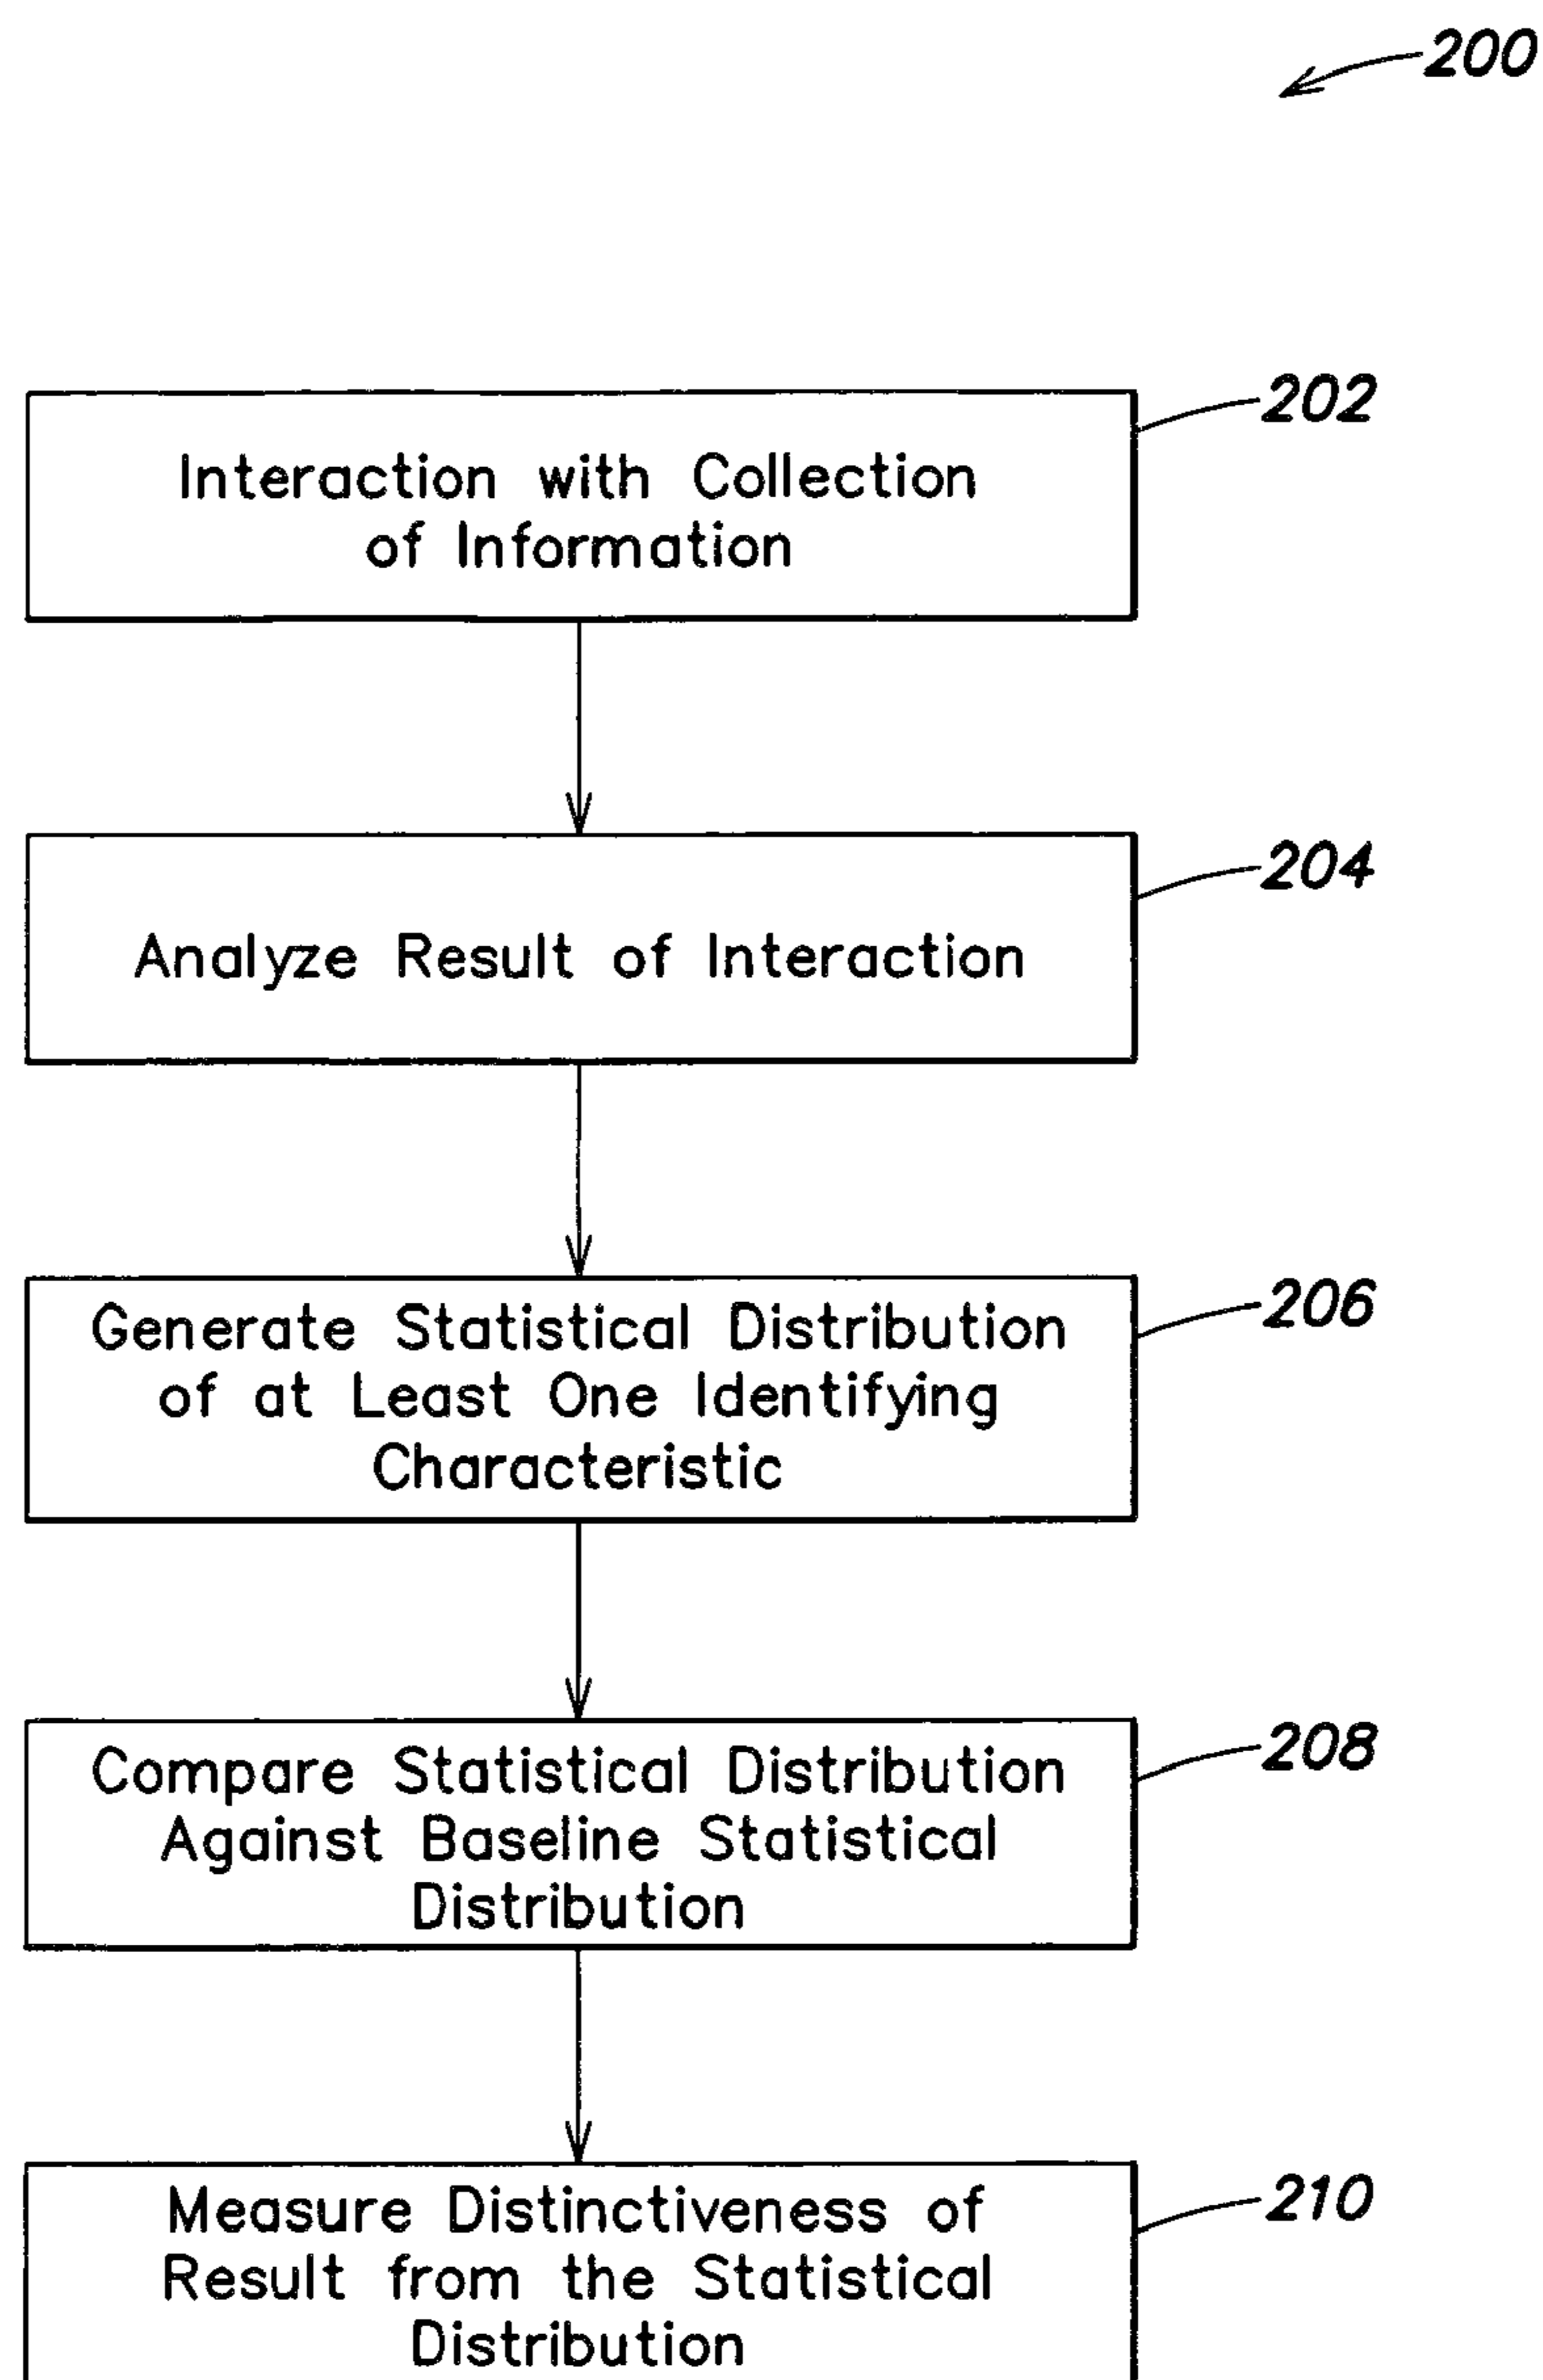 200
202
Interaction with Collection
of Information
204
Analyze Result of Interaction
206
Generate Statistical Distribution
of at Least One Identifying
Characteristic
208
Compare Statistical Distribution
Against Baseline Statistical
Distribution
210
Measure Distinctiveness of
Result from the Statistical
Distribution